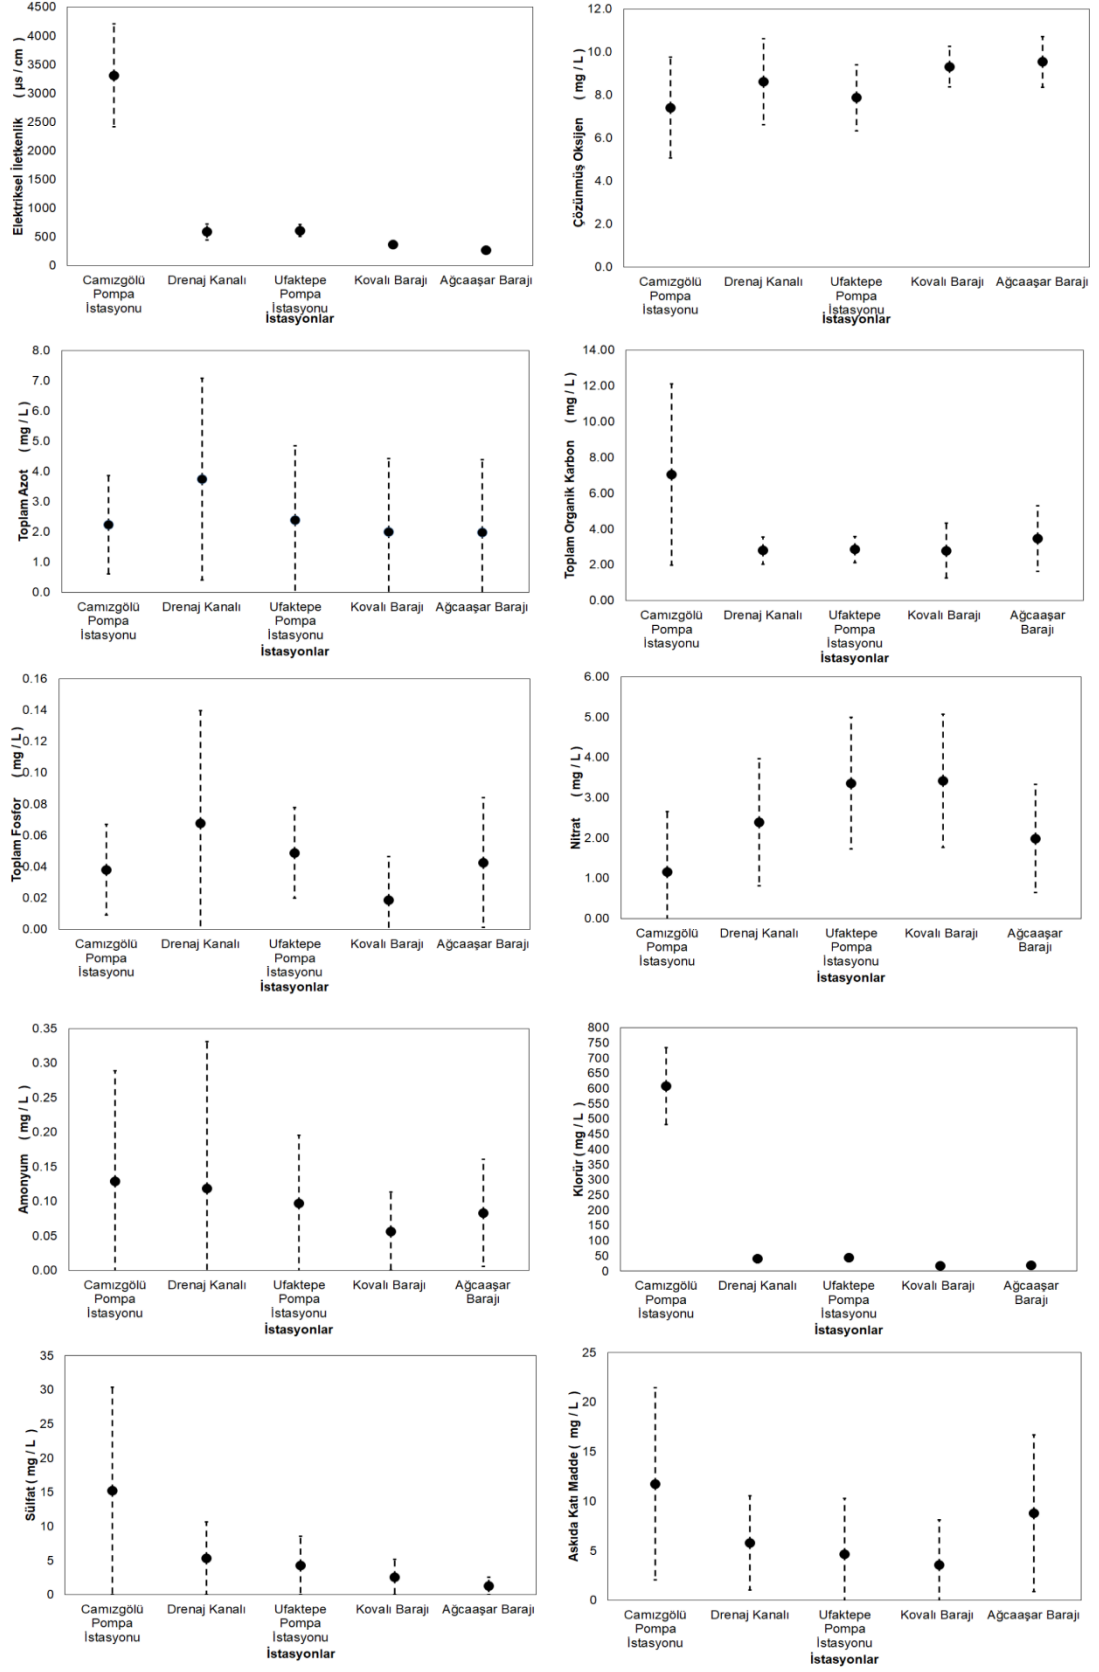 4500
4000
3500
3000
2500
2000
1500
1000
500
0
Elektriksel İletkenlik ( µs / cm )
Camızgölü Pompa İstasyonu
Drenaj Kanalı
Ufaktepe Pompa İstasyonu
Kovalı Barajı
Ağcaaşar Barajı
İstasyonlar
12.0
10.0
8.0
6.0
4.0
2.0
0.0
Çözünmüş Oksijen ( mg / L )
Camızgölü Pompa İstasyonu
Drenaj Kanalı
Ufaktepe Pompa İstasyonu
Kovalı Barajı
Ağcaaşar Barajı
İstasyonlar
8.0
7.0
6.0
5.0
4.0
3.0
2.0
1.0
0.0
Toplam Azot ( mg / L )
Camızgölü Pompa İstasyonu
Drenaj Kanalı
Ufaktepe Pompa İstasyonu
Kovalı Barajı
Ağcaaşar Barajı
İstasyonlar
14.00
12.00
10.00
8.00
6.00
4.00
2.00
0.00
Toplam Organik Karbon ( mg / L )
Camızgölü Pompa İstasyonu
Drenaj Kanalı
Ufaktepe Pompa İstasyonu
Kovalı Barajı
Ağcaaşar Barajı
İstasyonlar
0.16
0.14
0.12
0.10
0.08
0.06
0.04
0.02
0.00
Toplam Fosfor ( mg / L )
Camızgölü Pompa İstasyonu
Drenaj Kanalı
Ufaktepe Pompa İstasyonu
Kovalı Barajı
Ağcaaşar Barajı
İstasyonlar
6.00
5.00
4.00
3.00
2.00
1.00
0.00
Nitrat ( mg / L )
Camızgölü Pompa İstasyonu
Drenaj Kanalı
Ufaktepe Pompa İstasyonu
Kovalı Barajı
Ağcaaşar Barajı
İstasyonlar
0.35
0.30
0.25
0.20
0.15
0.10
0.05
0.00
Amonyum ( mg / L )
Camızgölü Pompa İstasyonu
Drenaj Kanalı
Ufaktepe Pompa İstasyonu
Kovalı Barajı
Ağcaaşar Barajı
İstasyonlar
800
750
700
650
600
550
500
450
400
350
300
250
200
150
100
50
0
Klorür ( mg / L )
Camızgölü Pompa İstasyonu
Drenaj Kanalı
Ufaktepe Pompa İstasyonu
Kovalı Barajı
Ağcaaşar Barajı
İstasyonlar
35
30
25
20
15
10
5
0
Sülfat ( mg / L )
Camızgölü Pompa İstasyonu
Drenaj Kanalı
Ufaktepe Pompa İstasyonu
Kovalı Barajı
Ağcaaşar Barajı
İstasyonlar
25
20
15
10
5
0
Askıda Katı Madde ( mg / L )
Camızgölü Pompa İstasyonu
Drenaj Kanalı
Ufaktepe Pompa İstasyonu
Kovalı Barajı
Ağcaaşar Barajı
İstasyonlar